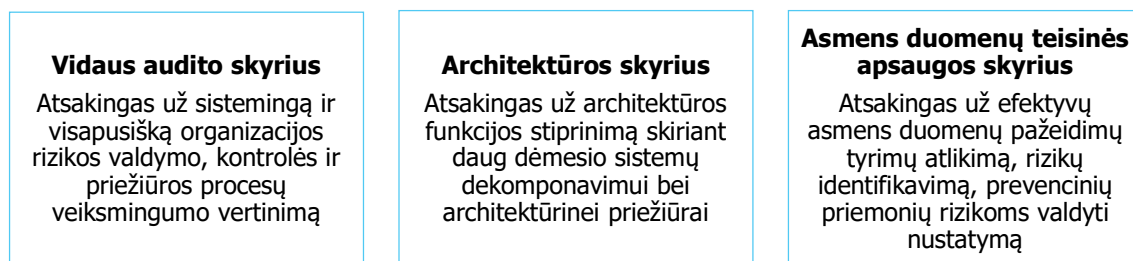 Vidaus audito skyrius
Atsakingas už sistemingą ir
visapusišką organizacijos
rizikos valdymo, kontrolės ir
priežiūros procesų
veiksmingumo vertinimą
Architektūros skyrius
Atsakingas už architektūros
funkcijos stiprinimą skiriant
daug dėmesio sistemų
dekomponavimui bei
architektūrinei priežiūrai
Asmens duomenų teisinės
apsaugos skyrius
Atsakingas už efektyvų
asmens duomenų pažeidimų
tyrimų atlikimą, rizikų
identifikavimą, prevencinių
priemonių rizikoms valdyti
nustatymą